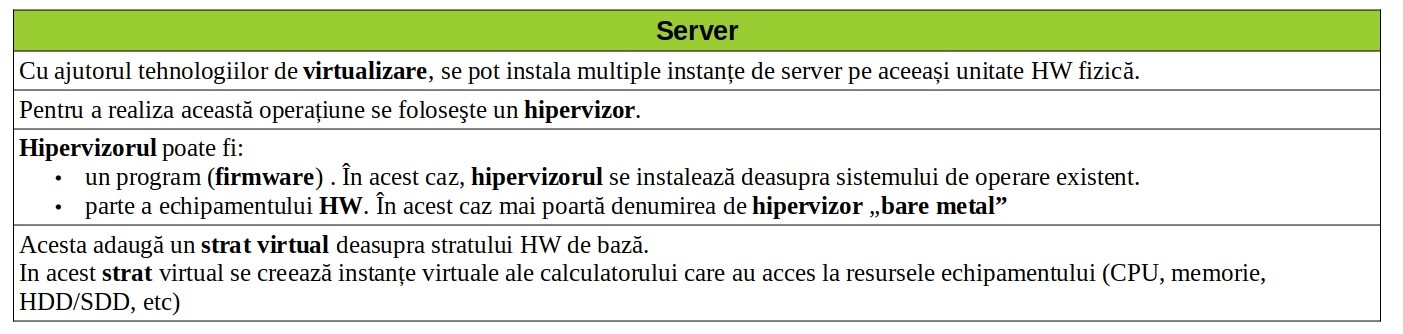 Server
Cu ajutorul tehnologiilor de virtualizare, se pot instala multiple instanțe de server pe aceeași unitate HW fizică.
Pentru a realiza această operațiune se foloseşte un hipervizor.
Hipervizorul poate fi:
• un program (firmware) . În acest caz, hipervizorul se instalează deasupra sistemului de operare existent.
• parte a echipamentului HW. În acest caz mai poartă denumirea de hipervizor „bare metal”
Acesta adaugă un strat virtual deasupra stratului HW de bază.
In acest strat virtual se creează instanțe virtuale ale calculatorului care au acces la resursele echipamentului (CPU, memorie,
HDD/SDD, etc)